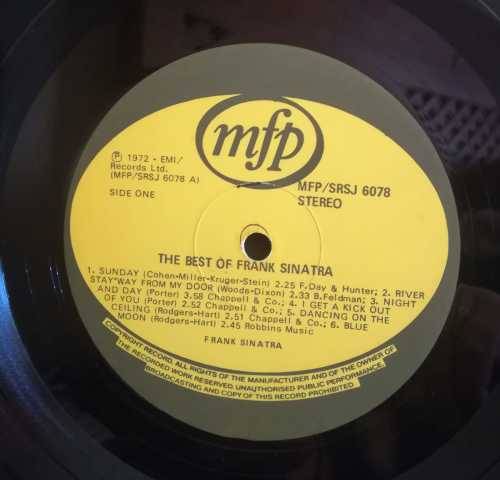 mfp
℗ 1972 • EMI/
Records Ltd.
(MFP/SRSJ 6078 A)
SIDE ONE
MFP/SRSJ 6078
STEREO
THE BEST OF FRANK SINATRA
1. SUNDAY (Cohen-Miller-Kruger-Stein) 2.25 F.Day & Hunter; 2. RIVER
STAY"WAY FROM MY DOOR (Woods-Dixon) 2.33 B.Feldman; 3. NIGHT
AND DAY (Porter) 3.58 Chappell & Co.; 4. I GET A KICK OUT
OF YOU (Porter) 2.52 Chappell & Co.; 5. DANCING ON THE
CEILING (Rodgers-Hart) 2.51 Chappell & Co.; 6. BLUE
MOON (Rodgers-Hart) 2.45 Robbins Music
FRANK SINATRA
COPYRIGHT RECORD. ALL RIGHTS OF THE MANUFACTURER AND OF THE OWNER OF
THE RECORDED WORK RESERVED. UNAUTHORISED PUBLIC PERFORMANCE
BROADCASTING AND COPY OF THIS RECORD PROHIBITED